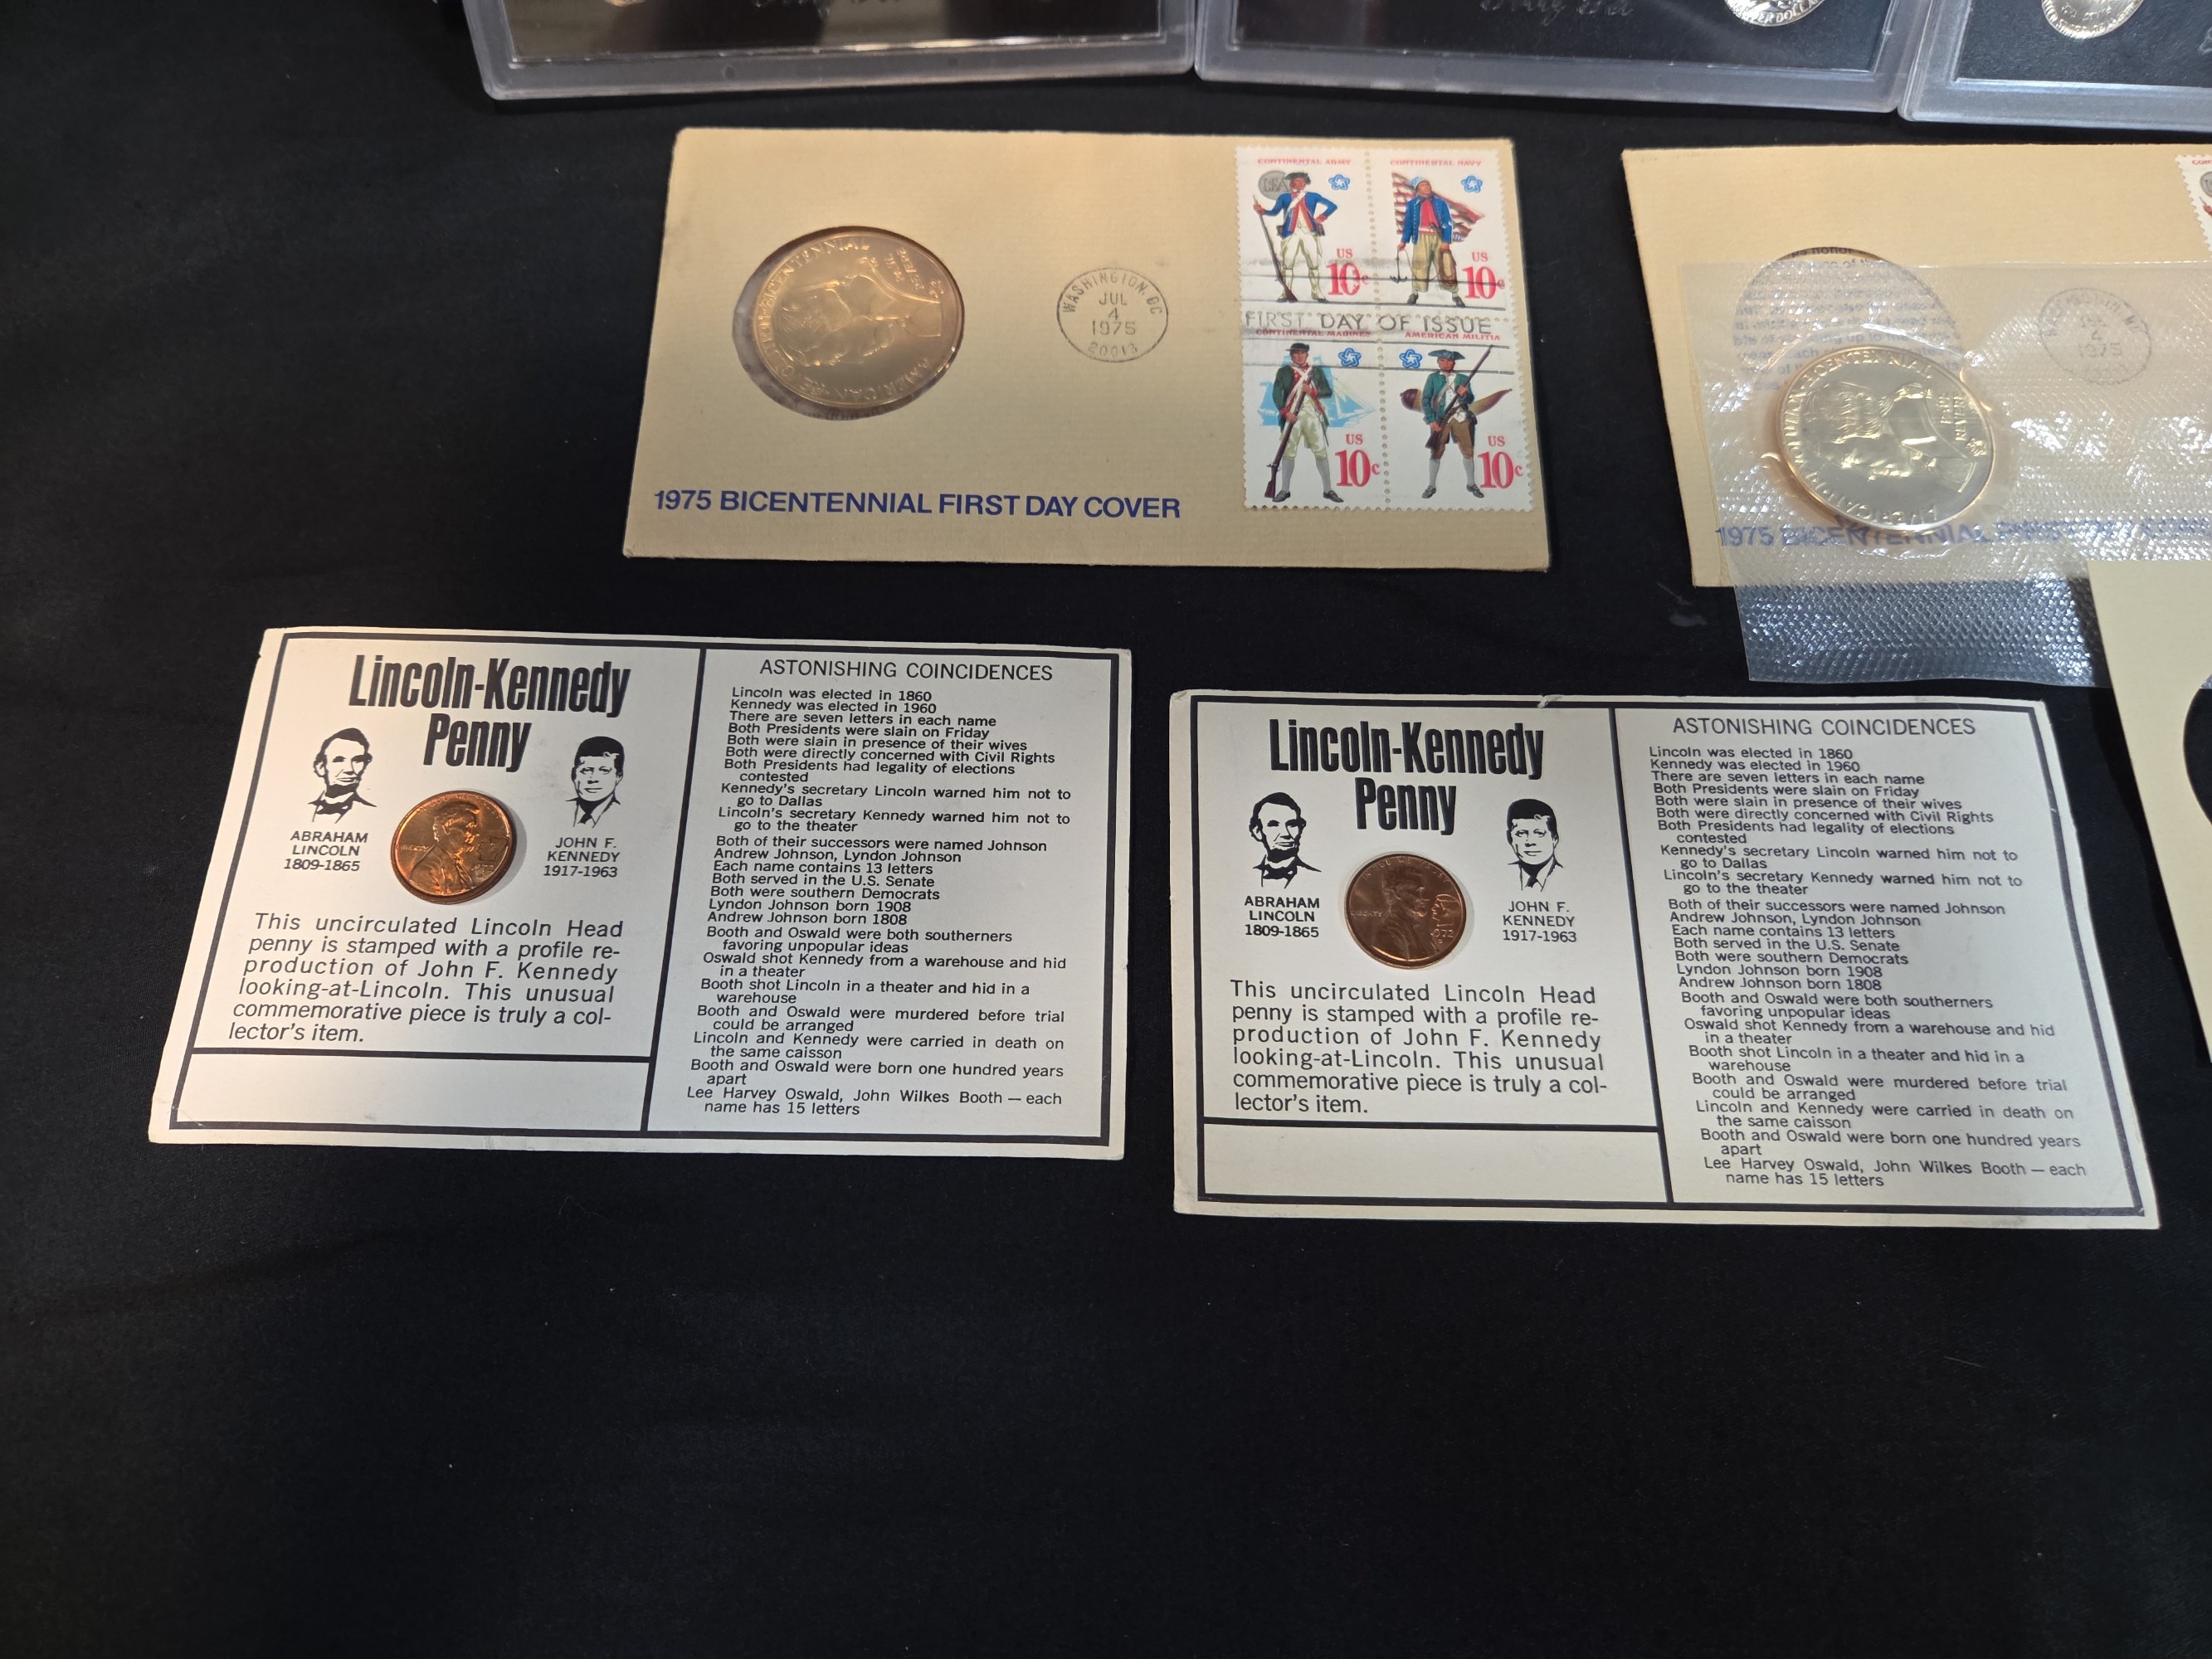 CONTINENTAL ARMY
CONTINENTAL NAVY
US
10c
US
10c
CONTINENTAL MARINES
AMERICAN MILITIA
US
10c
US
10c
FIRST DAY OF ISSUE
WASHINGTON, DC
JUL
4
1975
20013
BICENTENNIAL
PAUL
REVERE
1975 BICENTENNIAL FIRST DAY COVER
BICENTENNIAL
PAUL
REVERE
1975 BICENTENNIAL
Lincoln-Kennedy
Penny
ABRAHAM
LINCOLN
1809-1865
JOHN F.
KENNEDY
1917-1963
This uncirculated Lincoln Head
penny is stamped with a profile re-
production of John F. Kennedy
looking-at-Lincoln. This unusual
commemorative piece is truly a col-
lector's item.
ASTONISHING COINCIDENCES
Lincoln was elected in 1860
Kennedy was elected in 1960
There are seven letters in each name
Both Presidents were slain on Friday
Both were slain in presence of their wives
Both were directly concerned with Civil Rights
Both Presidents had legality of elections
contested
Kennedy's secretary Lincoln warned him not to
go to Dallas
Lincoln's secretary Kennedy warned him not to
go to the theater
Both of their successors were named Johnson
Andrew Johnson, Lyndon Johnson
Each name contains 13 letters
Both served in the U.S. Senate
Both were southern Democrats
Lyndon Johnson born 1908
Andrew Johnson born 1808
Booth and Oswald were both southerners
favoring unpopular ideas
Oswald shot Kennedy from a warehouse and hid
in a theater
Booth shot Lincoln in a theater and hid in a
warehouse
Booth and Oswald were murdered before trial
could be arranged
Lincoln and Kennedy were carried in death on
the same caisson
Booth and Oswald were born one hundred years
apart
Lee Harvey Oswald, John Wilkes Booth — each
name has 15 letters
Lincoln-Kennedy
Penny
ABRAHAM
LINCOLN
1809-1865
LIBERTY
1972
JOHN F.
KENNEDY
1917-1963
This uncirculated Lincoln Head
penny is stamped with a profile re-
production of John F. Kennedy
looking-at-Lincoln. This unusual
commemorative piece is truly a col-
lector's item.
ASTONISHING COINCIDENCES
Lincoln was elected in 1860
Kennedy was elected in 1960
There are seven letters in each name
Both Presidents were slain on Friday
Both were slain in presence of their wives
Both were directly concerned with Civil Rights
Both Presidents had legality of elections
contested
Kennedy's secretary Lincoln warned him not to
go to Dallas
Lincoln's secretary Kennedy warned him not to
go to the theater
Both of their successors were named Johnson
Andrew Johnson, Lyndon Johnson
Each name contains 13 letters
Both served in the U.S. Senate
Both were southern Democrats
Lyndon Johnson born 1908
Andrew Johnson born 1808
Booth and Oswald were both southerners
favoring unpopular ideas
Oswald shot Kennedy from a warehouse and hid
in a theater
Booth shot Lincoln in a theater and hid in a
warehouse
Booth and Oswald were murdered before trial
could be arranged
Lincoln and Kennedy were carried in death on
the same caisson
Booth and Oswald were born one hundred years
apart
Lee Harvey Oswald, John Wilkes Booth — each
name has 15 letters